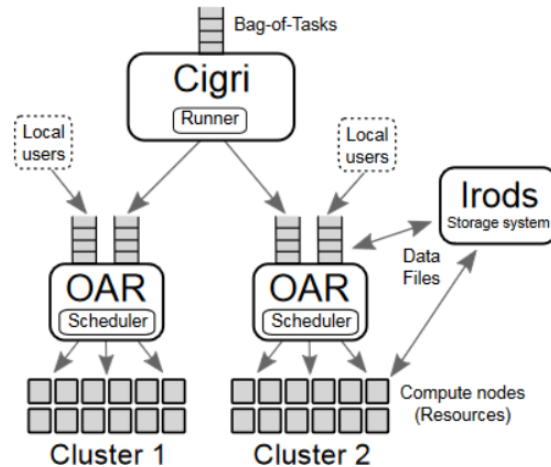 Bag-of-Tasks
Cigri
Runner
Local
users
Local
users
Irods
Storage system
Data
Files
OAR
Scheduler
OAR
Scheduler
Compute nodes
(Resources)
Cluster 1
Cluster 2